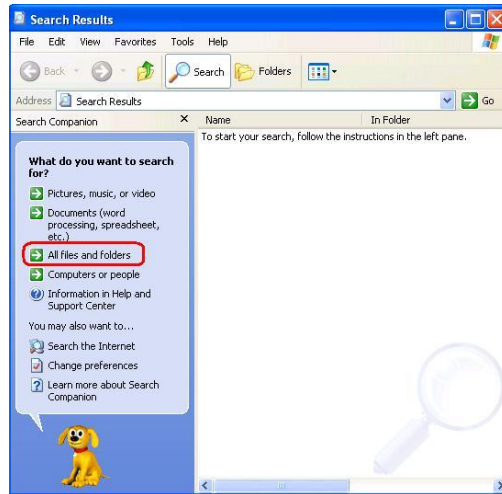 Search Results
File Edit View Favorites Tools Help
Back Search Folders
Address Search Results Go
Search Companion
Name In Folder
To start your search, follow the instructions in the left pane.
What do you want to search
for?
Pictures, music, or video
Documents (word
processing, spreadsheet,
etc.)
All files and folders
Computers or people
Information in Help and
Support Center
You may also want to...
Search the Internet
Change preferences
Learn more about Search
Companion